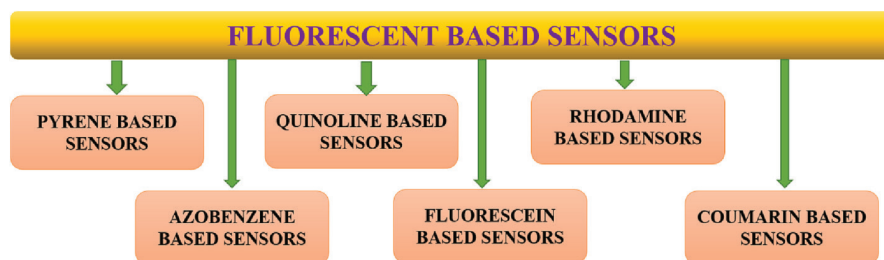 FLUORESCENT BASED SENSORS
PYRENE BASED
SENSORS
QUINOLINE BASED
SENSORS
RHODAMINE
BASED SENSORS
AZOBENZENE
BASED SENSORS
FLUORESCEIN
BASED SENSORS
COUMARIN BASED
SENSORS